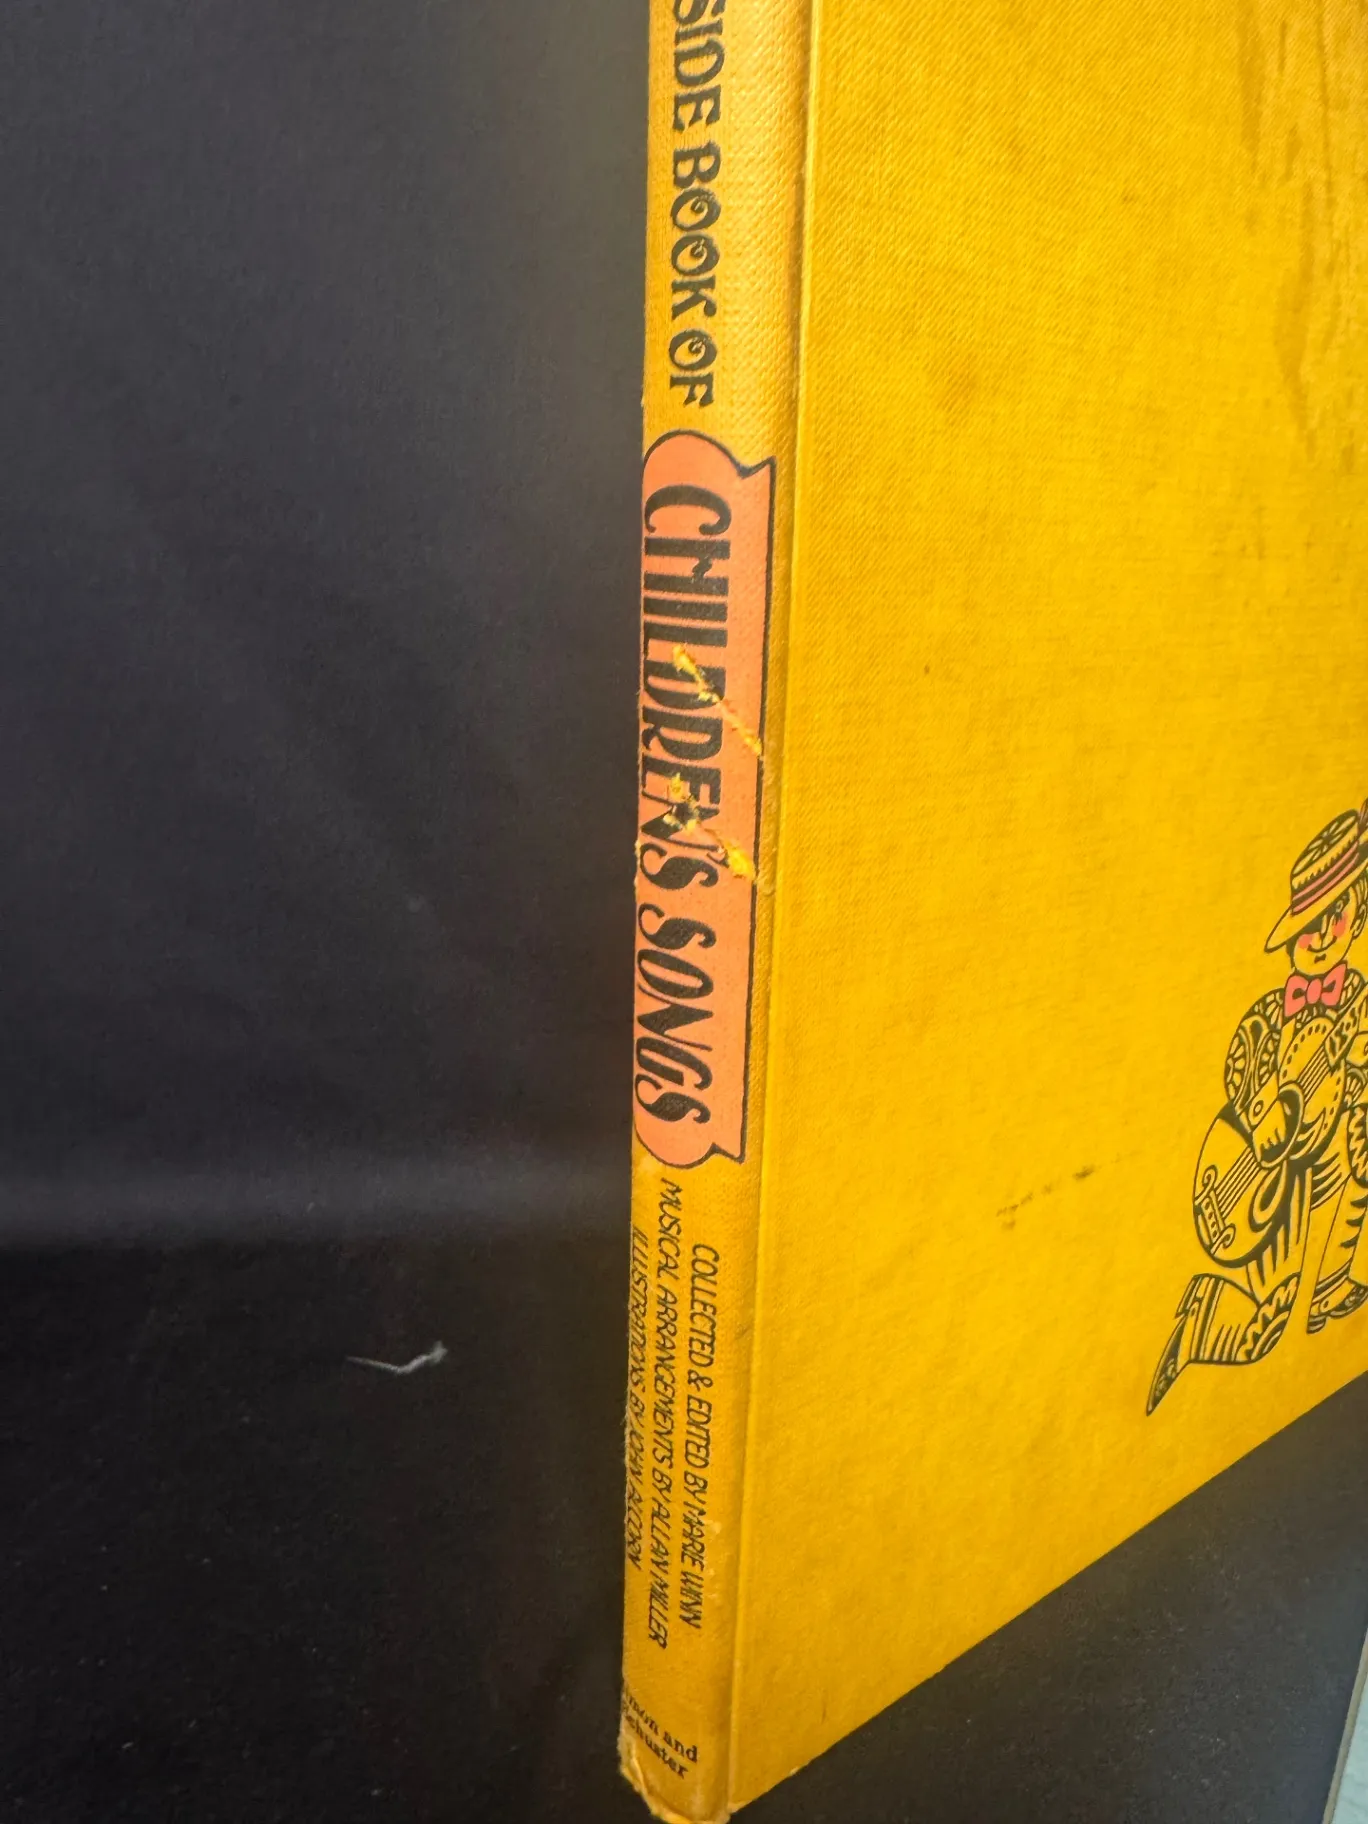 SIDE BOOK OF
CHILDREN'S SONGS
COLLECTED & EDITED BY MARIE WINN
MUSICAL ARRANGEMENTS BY ALLAN MILLER
ILLUSTRATIONS BY JOHN ALCORN
imon and
Schuster